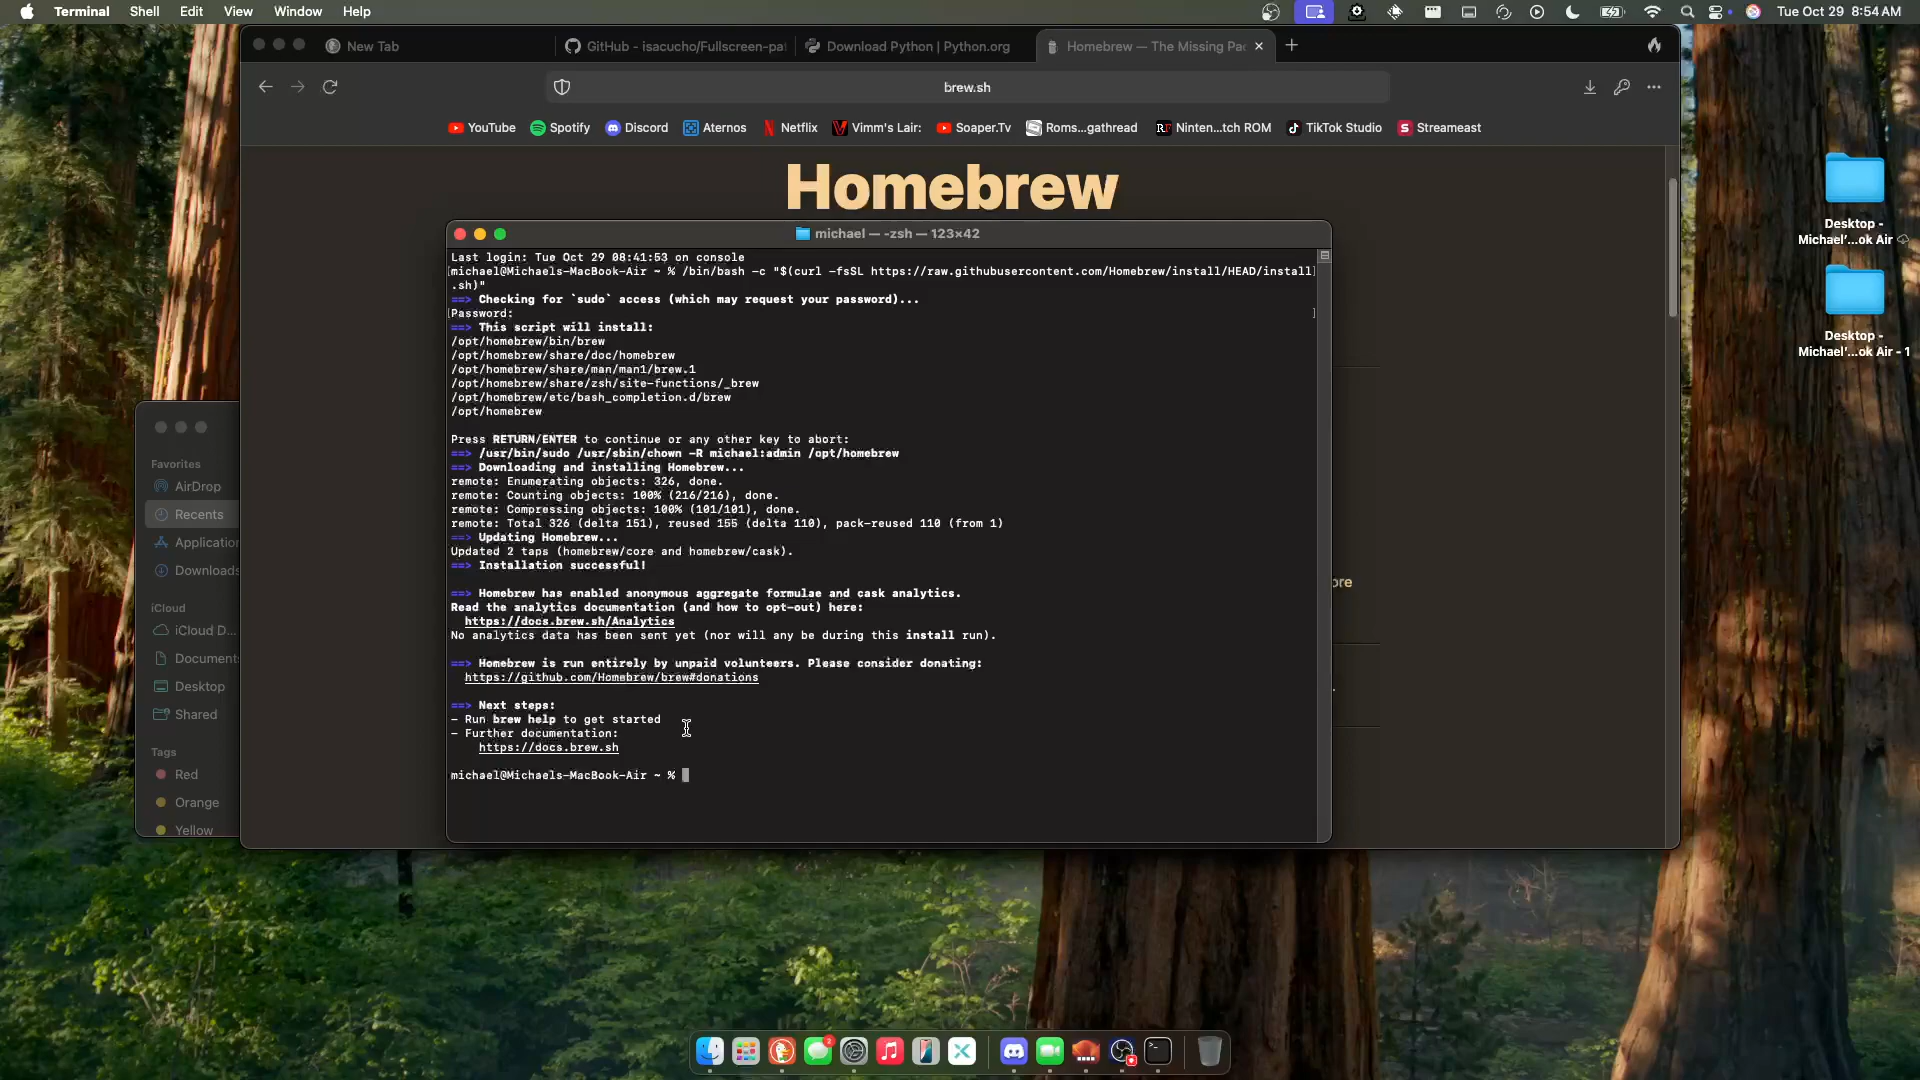 Terminal Shell Edit View Window Help
Tue Oct 29 8:54 AM
New Tab
GitHub - isacucho/Fullscreen-pa
Download Python | Python.org
Homebrew — The Missing Pac
brew.sh
YouTube Spotify Discord Aternos Netflix Vimm's Lair: Soaper.Tv Roms...gathread Ninten...tch ROM TikTok Studio Streameast
Homebrew
michael — -zsh — 123×42
Last login: Tue Oct 29 08:41:53 on console
michael@Michaels-MacBook-Air ~ % /bin/bash -c "$(curl -fsSL https://raw.githubusercontent.com/Homebrew/install/HEAD/install
.sh)"
==> Checking for `sudo` access (which may request your password)...
Password:
==> This script will install:
/opt/homebrew/bin/brew
/opt/homebrew/share/doc/homebrew
/opt/homebrew/share/man/man1/brew.1
/opt/homebrew/share/zsh/site-functions/_brew
/opt/homebrew/etc/bash_completion.d/brew
/opt/homebrew

Press RETURN/ENTER to continue or any other key to abort:
==> /usr/bin/sudo /usr/sbin/chown -R michael:admin /opt/homebrew
==> Downloading and installing Homebrew...
remote: Enumerating objects: 326, done.
remote: Counting objects: 100% (216/216), done.
remote: Compressing objects: 100% (101/101), done.
remote: Total 326 (delta 151), reused 155 (delta 110), pack-reused 110 (from 1)
==> Updating Homebrew...
Updated 2 taps (homebrew/core and homebrew/cask).
==> Installation successful!

==> Homebrew has enabled anonymous aggregate formulae and cask analytics.
Read the analytics documentation (and how to opt-out) here:
https://docs.brew.sh/Analytics
No analytics data has been sent yet (nor will any be during this install run).

==> Homebrew is run entirely by unpaid volunteers. Please consider donating:
https://github.com/Homebrew/brew#donations

==> Next steps:
- Run brew help to get started
- Further documentation:
https://docs.brew.sh

michael@Michaels-MacBook-Air ~ %
ore
Favorites
AirDrop
Recents
Application
Downloads
iCloud
iCloud D...
Document
Desktop
Shared
Tags
Red
Orange
Yellow
Desktop -
Michael'...ok Air
Desktop -
Michael'...ok Air - 1
2